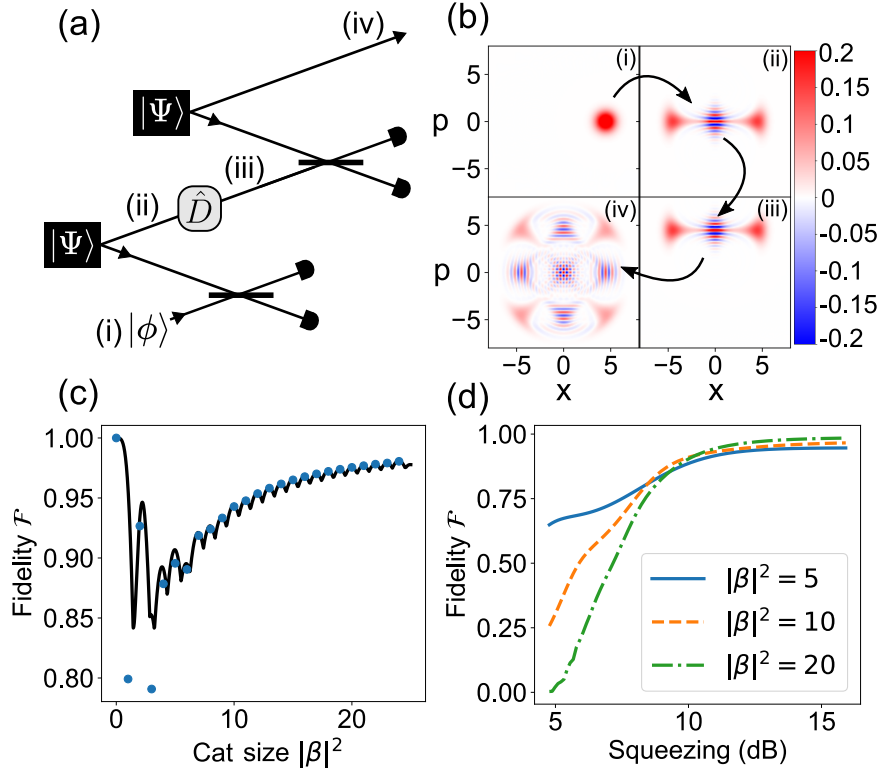 (a)
(iv)
|Ψ⟩
(iii)
(ii)
D̂
|Ψ⟩
(i) |ϕ⟩
(b)
(i)
(ii)
5
p 0
−5
(iv)
(iii)
5
p 0
−5
−5 0 5
−5 0 5
x
x
0.2
0.15
0.1
0.05
0
-0.05
-0.1
-0.15
-0.2
(c)
1.00
0.95
0.90
0.85
0.80
Fidelity ℱ
0 10 20
Cat size |β|²
(d)
1.00
0.75
0.50
0.25
0.00
Fidelity ℱ
|β|² = 5
|β|² = 10
|β|² = 20
5 10 15
Squeezing (dB)